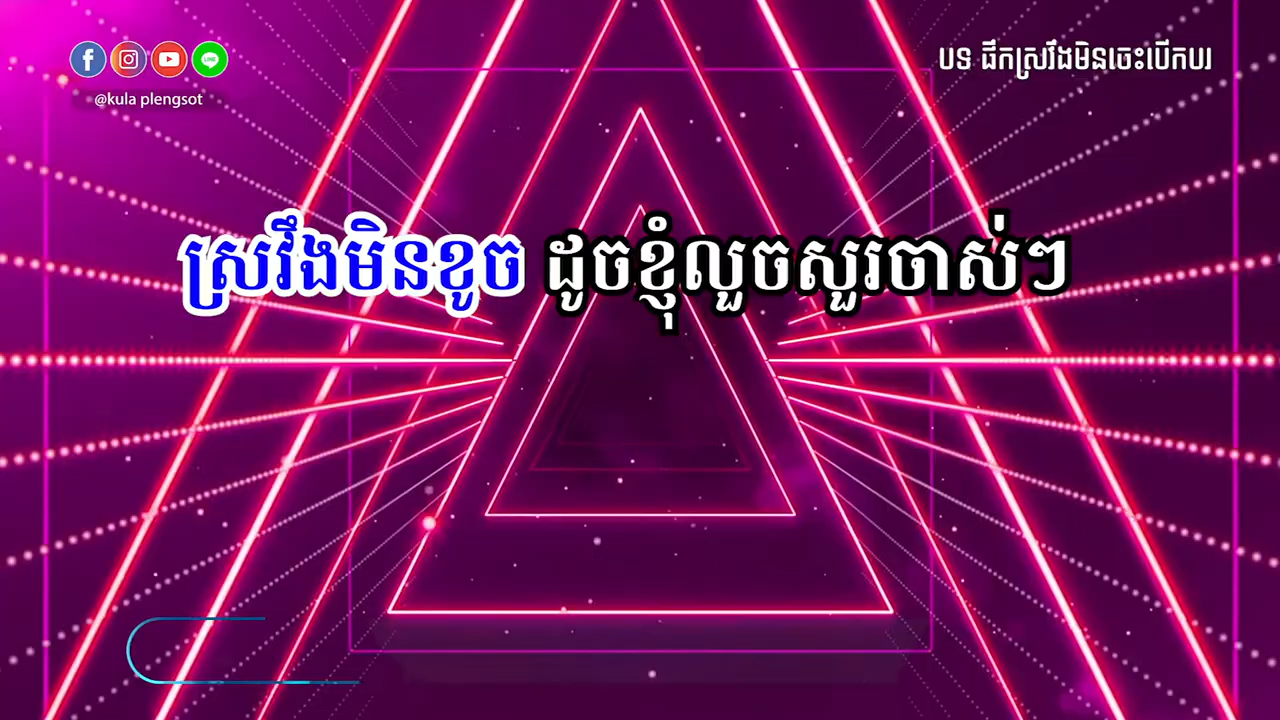 បទ ផឹកស្រវឹងមិនចេះបើកបរ
@kula plengsot
ស្រវឹងមិនខូច ដូចខ្ញុំលួចសួរចាស់ៗ